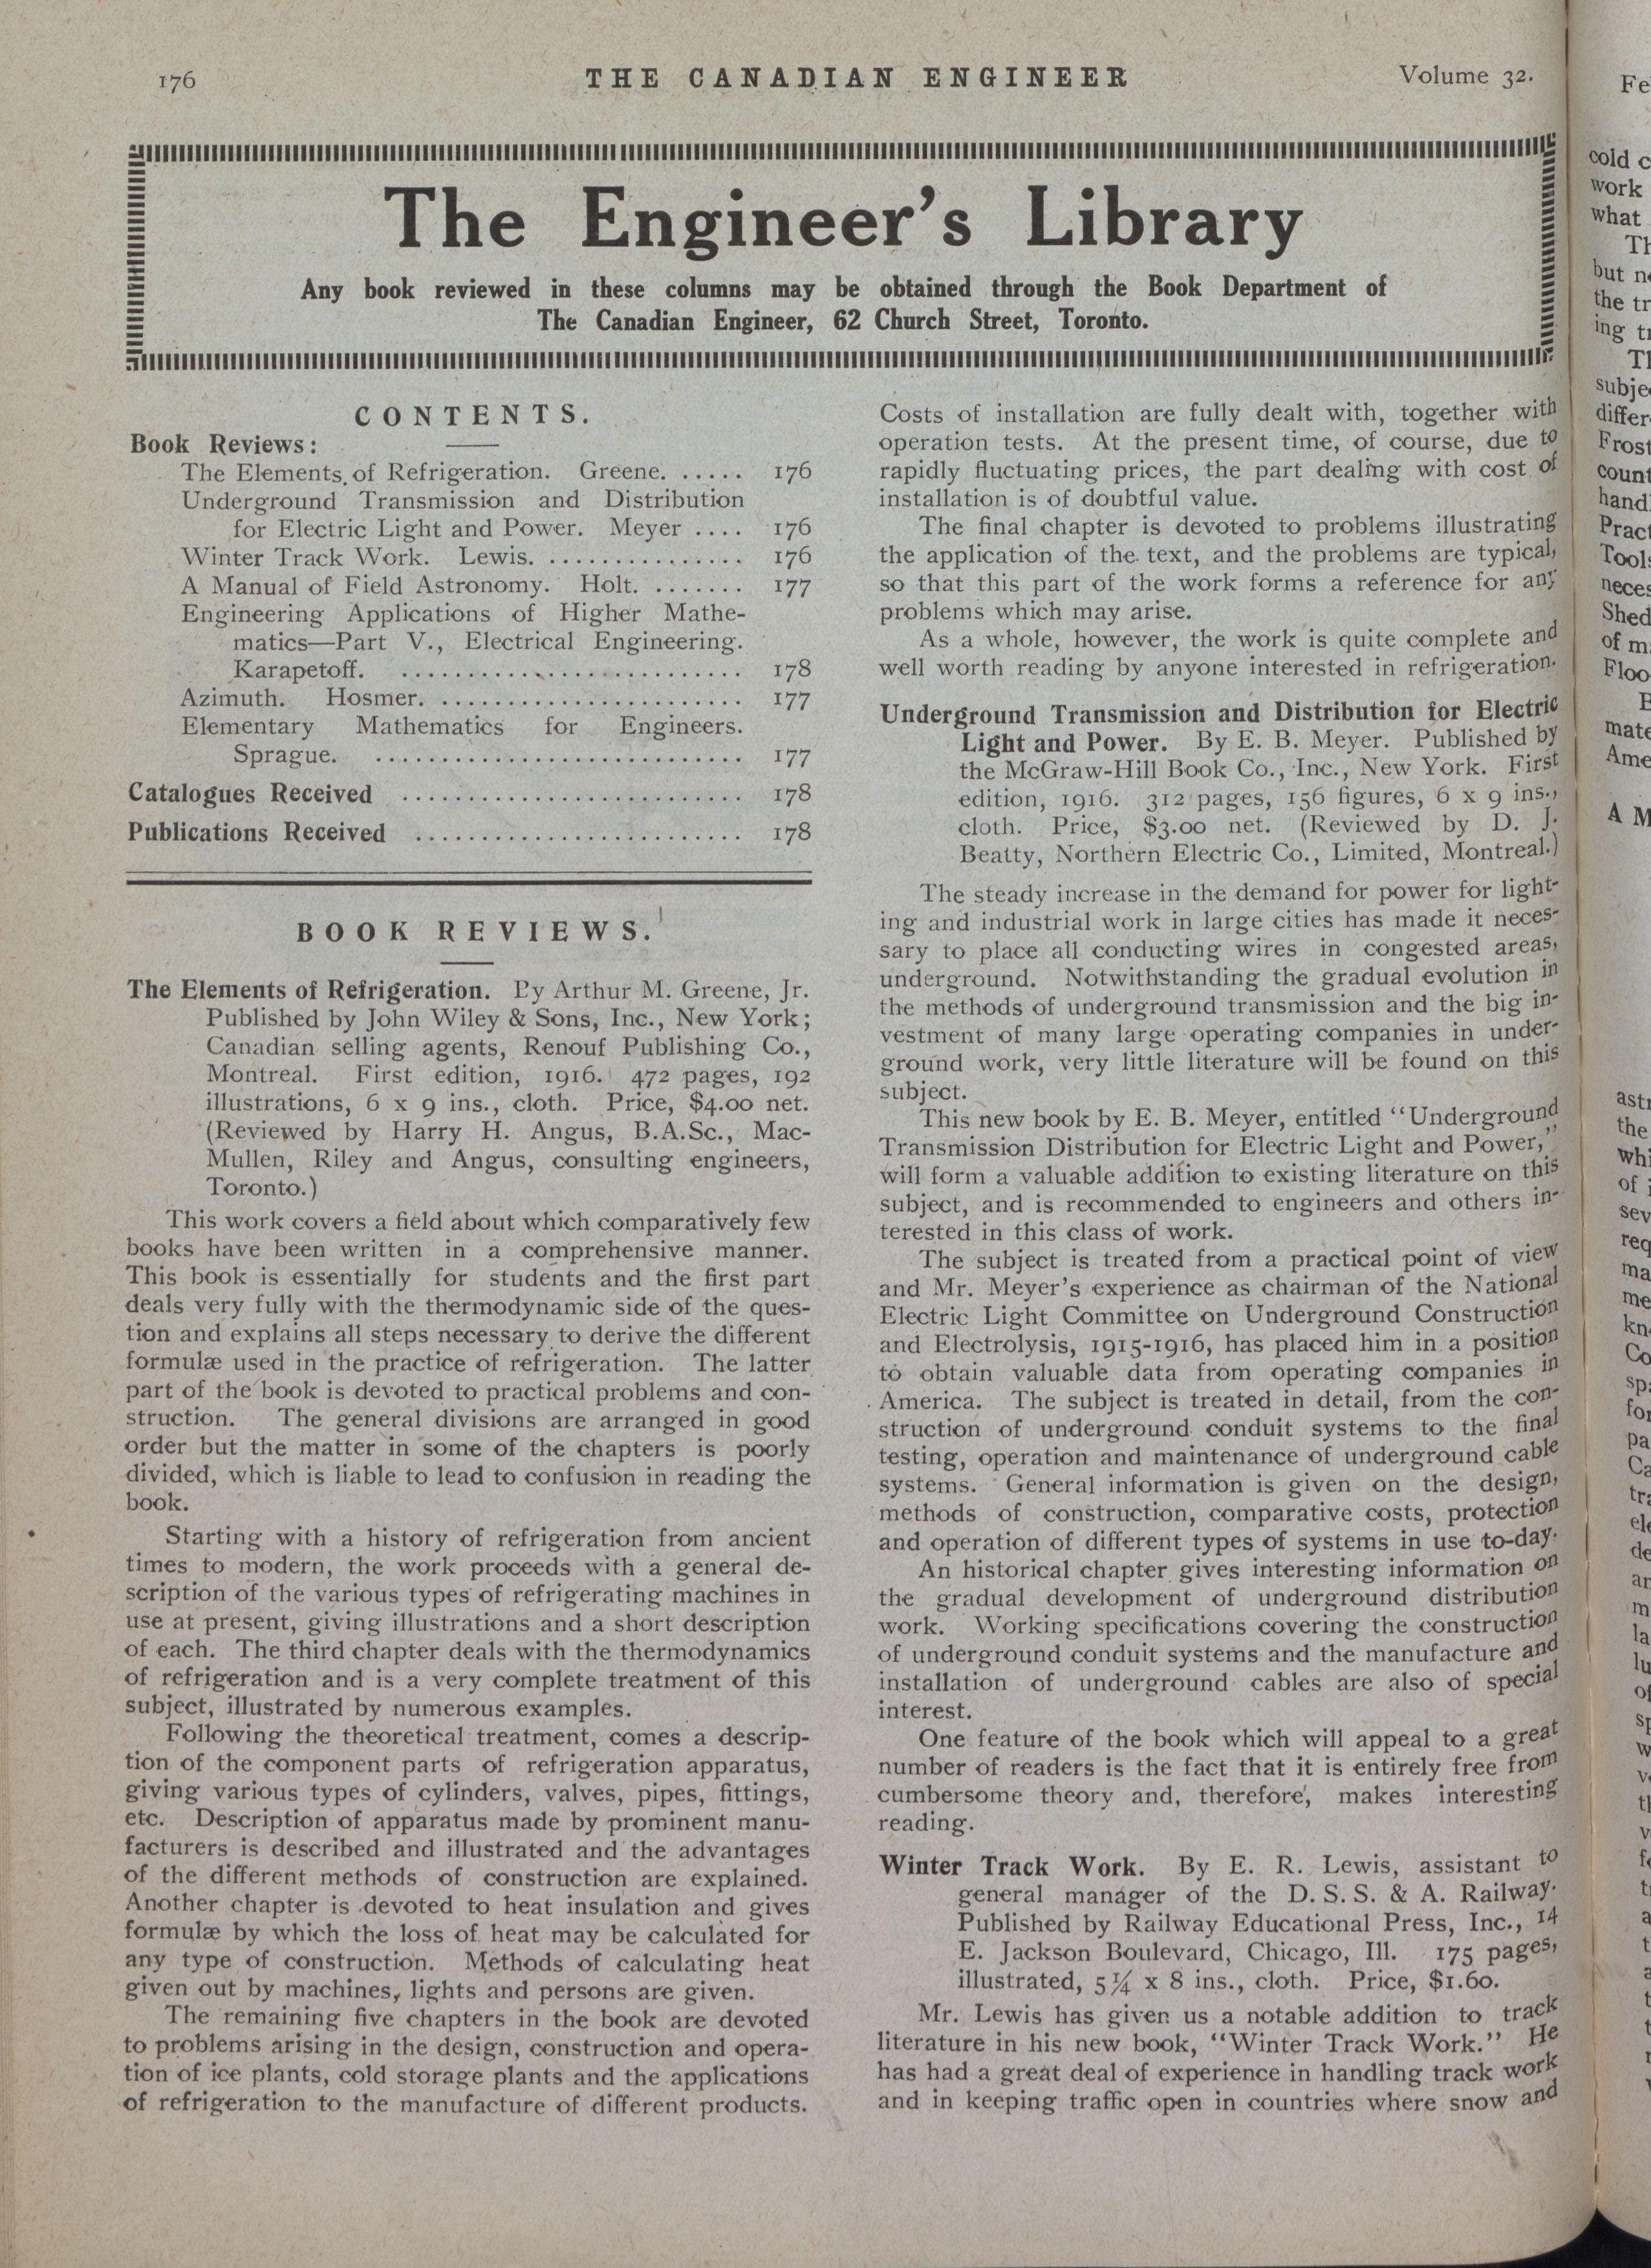 176
THE CANADIAN ENGINEER
Volume 32.
The Engineer's Library
Any book reviewed in these columns may be obtained through the Book Department of
The Canadian Engineer, 62 Church Street, Toronto.
CONTENTS.
Book Reviews:
The Elements of Refrigeration. Greene. ..... 176
Underground Transmission and Distribution
for Electric Light and Power. Meyer .... 176
Winter Track Work. Lewis. ............... 176
A Manual of Field Astronomy. Holt. ....... 177
Engineering Applications of Higher Mathe-
matics—Part V., Electrical Engineering.
Karapetoff. .......................... 178
Azimuth. Hosmer. ....................... 177
Elementary Mathematics for Engineers.
Sprague. ............................ 177
Catalogues Received .......................... 178
Publications Received ......................... 178
BOOK REVIEWS.
The Elements of Refrigeration. By Arthur M. Greene, Jr.
Published by John Wiley & Sons, Inc., New York;
Canadian selling agents, Renouf Publishing Co.,
Montreal. First edition, 1916. 472 pages, 192
illustrations, 6 x 9 ins., cloth. Price, $4.00 net.
(Reviewed by Harry H. Angus, B.A.Sc., Mac-
Mullen, Riley and Angus, consulting engineers,
Toronto.)
This work covers a field about which comparatively few
books have been written in a comprehensive manner.
This book is essentially for students and the first part
deals very fully with the thermodynamic side of the ques-
tion and explains all steps necessary to derive the different
formulæ used in the practice of refrigeration. The latter
part of the book is devoted to practical problems and con-
struction. The general divisions are arranged in good
order but the matter in some of the chapters is poorly
divided, which is liable to lead to confusion in reading the
book.
Starting with a history of refrigeration from ancient
times to modern, the work proceeds with a general de-
scription of the various types of refrigerating machines in
use at present, giving illustrations and a short description
of each. The third chapter deals with the thermodynamics
of refrigeration and is a very complete treatment of this
subject, illustrated by numerous examples.
Following the theoretical treatment, comes a descrip-
tion of the component parts of refrigeration apparatus,
giving various types of cylinders, valves, pipes, fittings,
etc. Description of apparatus made by prominent manu-
facturers is described and illustrated and the advantages
of the different methods of construction are explained.
Another chapter is devoted to heat insulation and gives
formulæ by which the loss of heat may be calculated for
any type of construction. Methods of calculating heat
given out by machines, lights and persons are given.
The remaining five chapters in the book are devoted
to problems arising in the design, construction and opera-
tion of ice plants, cold storage plants and the applications
of refrigeration to the manufacture of different products.
Costs of installation are fully dealt with, together with
operation tests. At the present time, of course, due to
rapidly fluctuating prices, the part dealing with cost of
installation is of doubtful value.
The final chapter is devoted to problems illustrating
the application of the text, and the problems are typical,
so that this part of the work forms a reference for any
problems which may arise.
As a whole, however, the work is quite complete and
well worth reading by anyone interested in refrigeration.
Underground Transmission and Distribution for Electric
Light and Power. By E. B. Meyer. Published by
the McGraw-Hill Book Co., Inc., New York. First
edition, 1916. 312 pages, 156 figures, 6 x 9 ins.,
cloth. Price, $3.00 net. (Reviewed by D. J.
Beatty, Northern Electric Co., Limited, Montreal.)
The steady increase in the demand for power for light-
ing and industrial work in large cities has made it neces-
sary to place all conducting wires in congested areas,
underground. Notwithstanding the gradual evolution in
the methods of underground transmission and the big in-
vestment of many large operating companies in under-
ground work, very little literature will be found on this
subject.
This new book by E. B. Meyer, entitled "Underground
Transmission Distribution for Electric Light and Power,"
will form a valuable addition to existing literature on this
subject, and is recommended to engineers and others in-
terested in this class of work.
The subject is treated from a practical point of view
and Mr. Meyer's experience as chairman of the National
Electric Light Committee on Underground Construction
and Electrolysis, 1915-1916, has placed him in a position
to obtain valuable data from operating companies in
America. The subject is treated in detail, from the con-
struction of underground conduit systems to the final
testing, operation and maintenance of underground cable
systems. General information is given on the design,
methods of construction, comparative costs, protection
and operation of different types of systems in use to-day.
An historical chapter gives interesting information on
the gradual development of underground distribution
work. Working specifications covering the construction
of underground conduit systems and the manufacture and
installation of underground cables are also of special
interest.
One feature of the book which will appeal to a great
number of readers is the fact that it is entirely free from
cumbersome theory and, therefore, makes interesting
reading.
Winter Track Work. By E. R. Lewis, assistant to
general manager of the D. S. S. & A. Railway.
Published by Railway Educational Press, Inc., 14
E. Jackson Boulevard, Chicago, Ill. 175 pages,
illustrated, 5¼ x 8 ins., cloth. Price, $1.60.
Mr. Lewis has given us a notable addition to track
literature in his new book, "Winter Track Work." He
has had a great deal of experience in handling track work
and in keeping traffic open in countries where snow and